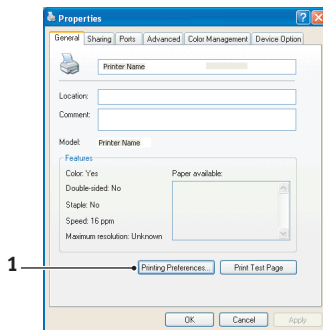 Properties
General Sharing Ports Advanced Color Management Device Option
Printer Name
Location:
Comment:
Model: Printer Name
Features
Color: Yes Paper available:
Double-sided: No
Staple: No
Speed: 16 ppm
Maximum resolution: Unknown
1
Printing Preferences... Print Test Page
OK Cancel Apply